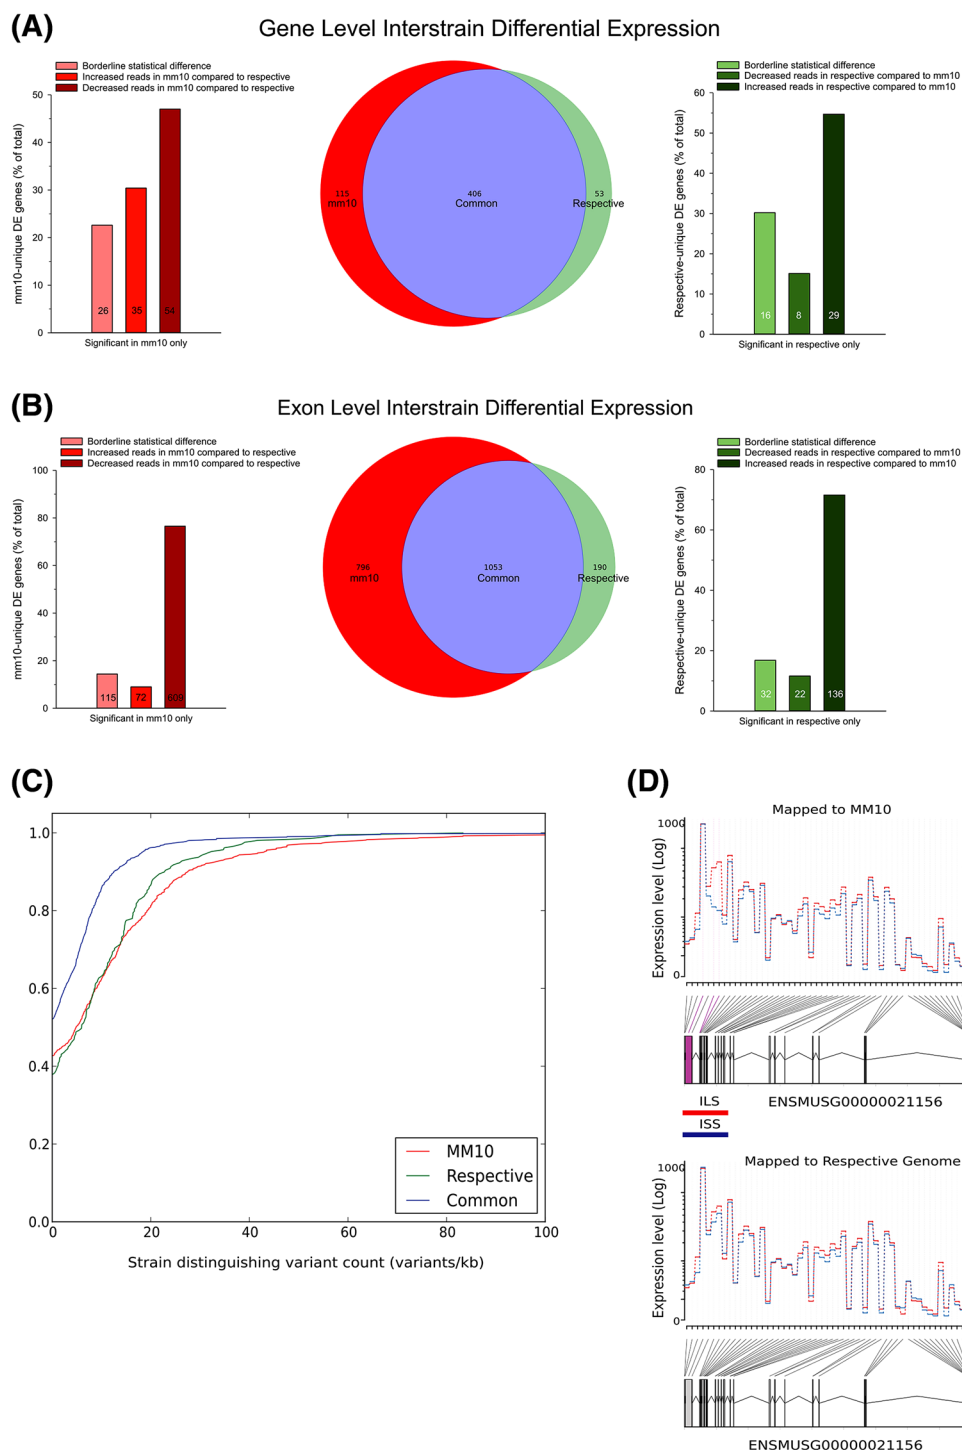 (A)
Gene Level Interstrain Differential Expression
Borderline statistical difference
Increased reads in mm10 compared to respective
Decreased reads in mm10 compared to respective
mm10-unique DE genes (% of total)
50
40
30
20
10
0
26
35
54
Significant in mm10 only
115
mm10
406
Common
53
Respective
Borderline statistical difference
Decreased reads in respective compared to mm10
Increased reads in respective compared to mm10
Respective-unique DE genes (% of total)
60
50
40
30
20
10
0
16
8
29
Significant in respective only
(B)
Exon Level Interstrain Differential Expression
Borderline statistical difference
Increased reads in mm10 compared to respective
Decreased reads in mm10 compared to respective
mm10-unique DE genes (% of total)
100
80
60
40
20
0
115
72
609
Significant in mm10 only
796
mm10
1053
Common
190
Respective
Borderline statistical difference
Decreased reads in respective compared to mm10
Increased reads in respective compared to mm10
Respective-unique DE genes (% of total)
80
60
40
20
0
32
22
136
Significant in respective only
(C)
1.0
0.8
0.6
0.4
0.2
0.0
0
20
40
60
80
100
MM10
Respective
Common
Strain distinguishing variant count (variants/kb)
(D)
Mapped to MM10
Expression level (Log)
1000
0
ENSMUSG00000021156
ILS
ISS
Mapped to Respective Genome
Expression level (Log)
1000
0
ENSMUSG00000021156